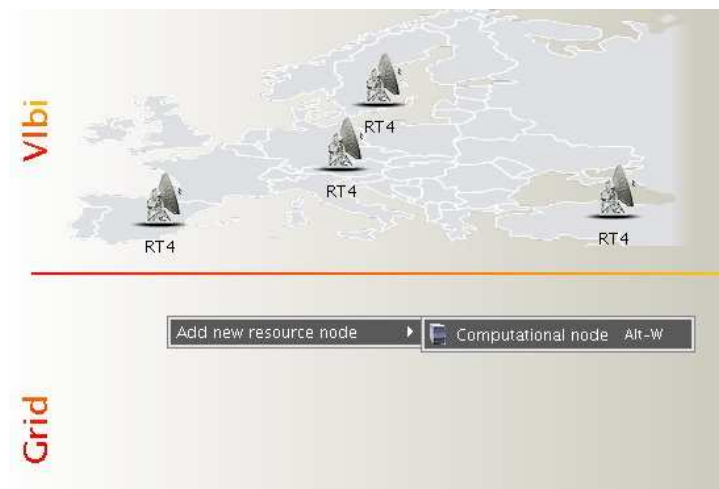 Vlbi
RT4
RT4
RT4
RT4
Add new resource node
Computational node Alt-W
Grid